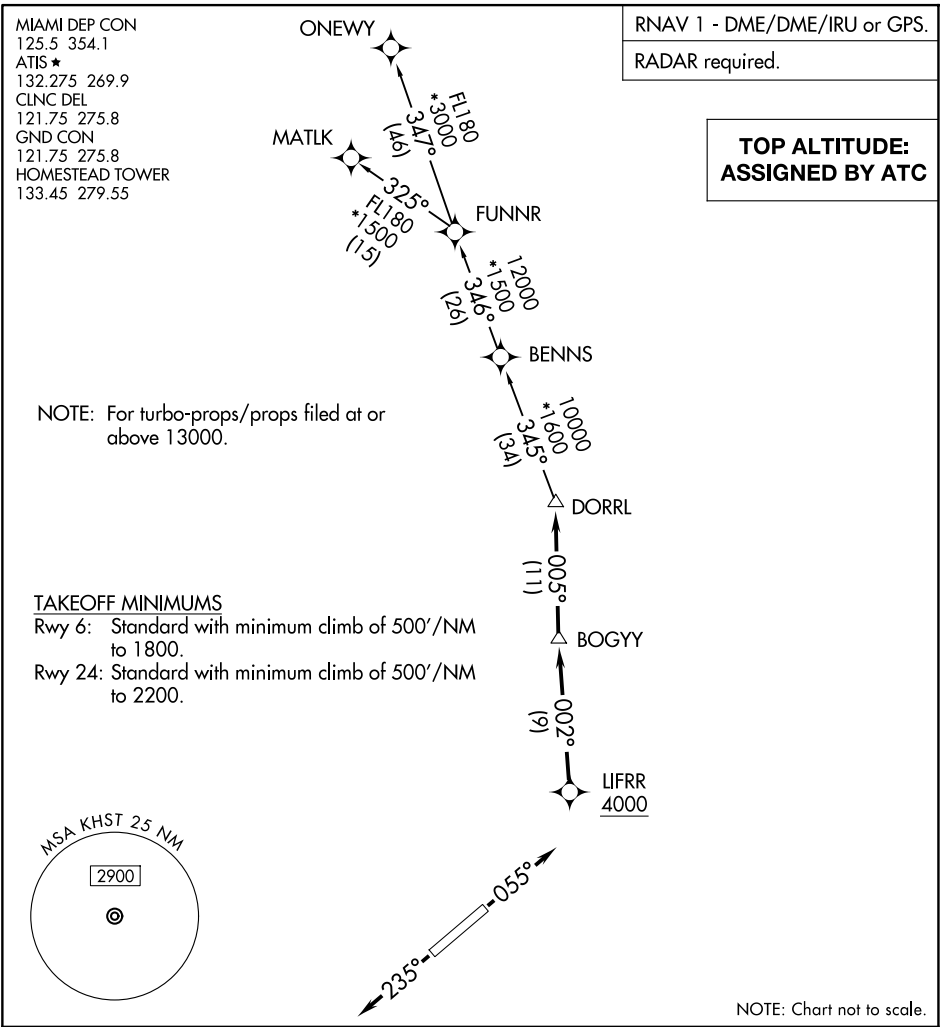 MIAMI DEP CON
125.5 354.1
ATIS ★
132.275 269.9
CLNC DEL
121.75 275.8
GND CON
121.75 275.8
HOMESTEAD TOWER
133.45 279.55
RNAV 1 - DME/DME/IRU or GPS.
RADAR required.
TOP ALTITUDE:
ASSIGNED BY ATC
ONEWY
FL180
*3000
347°
(46)
MATLK
325°
FL180
*1500
(15)
FUNNR
12000
*1500
346°
(26)
BENNS
NOTE: For turbo-props/props filed at or
above 13000.
10000
*1600
345°
(34)
DORRL
005°
(11)
TAKEOFF MINIMUMS
Rwy 6: Standard with minimum climb of 500'/NM
to 1800.
Rwy 24: Standard with minimum climb of 500'/NM
to 2200.
BOGYY
002°
(9)
LIFRR
4000
MSA KHST 25 NM
2900
055°
235°
NOTE: Chart not to scale.